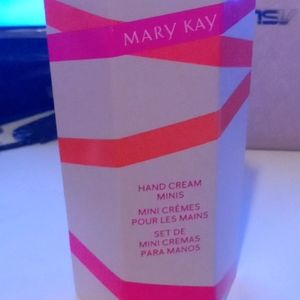 MARY KAY
HAND CREAM
MINIS
MINI CRÈMES
POUR LES MAINS
SET DE
MINI CREMAS
PARA MANOS